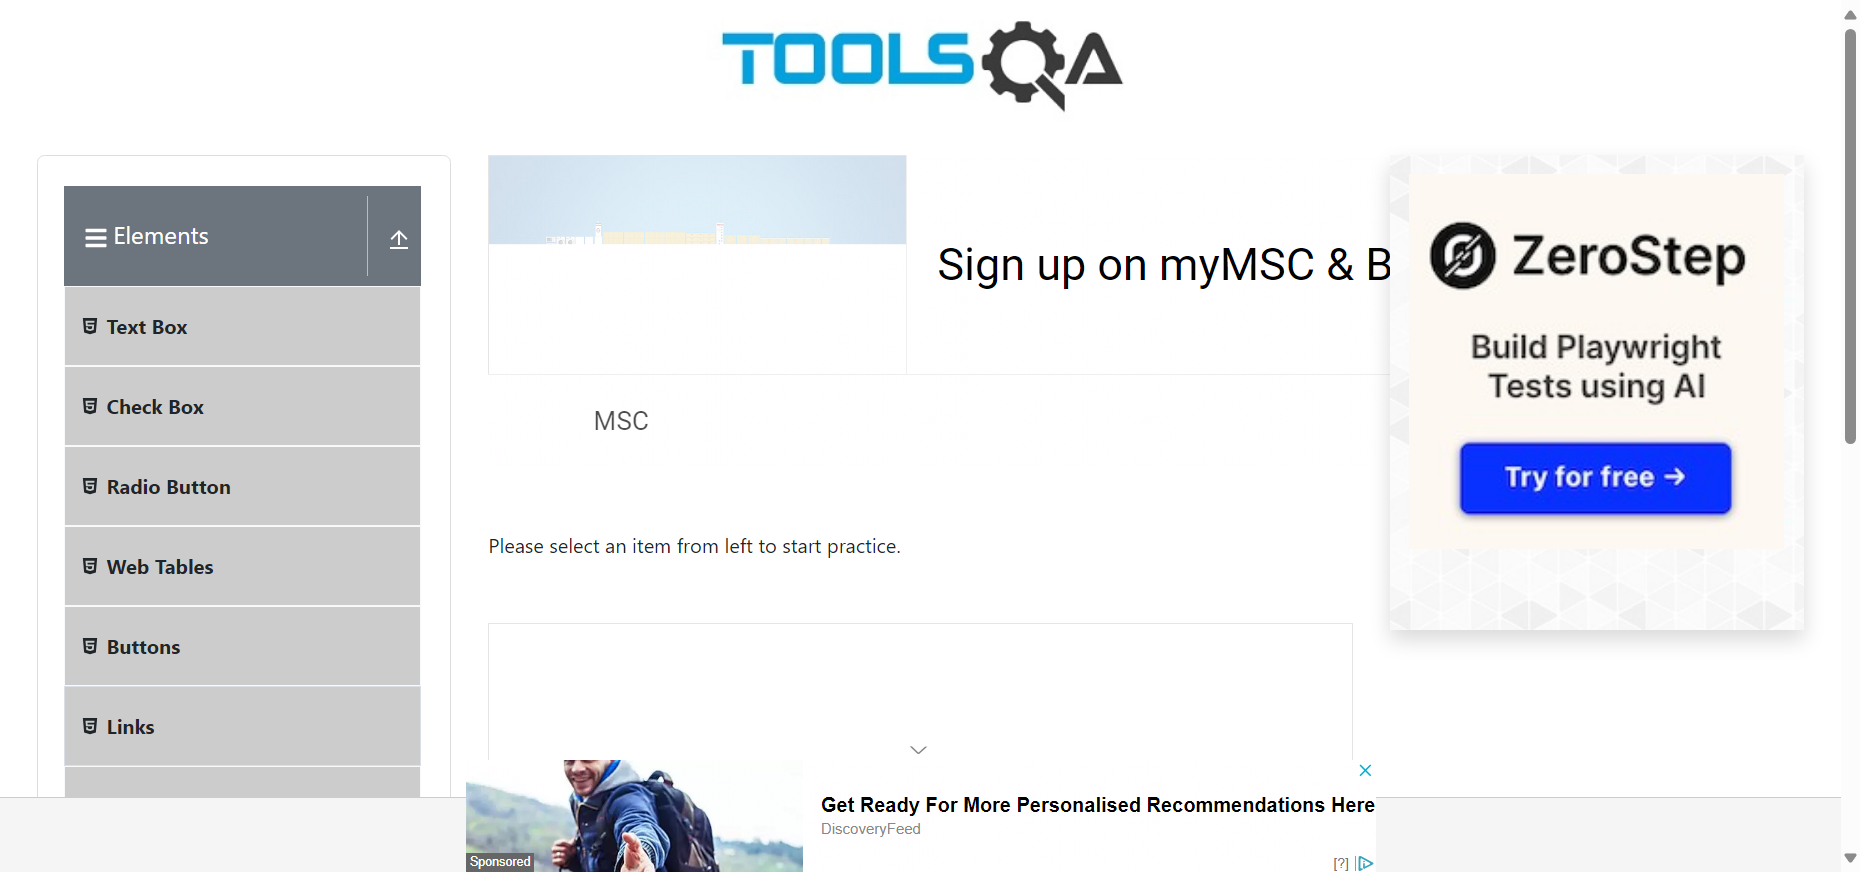 TOOLSQA
Elements
Text Box
Check Box
Radio Button
Web Tables
Buttons
Links
Sign up on myMSC & B
MSC
Please select an item from left to start practice.
ZeroStep
Build Playwright
Tests using AI
Try for free →
Get Ready For More Personalised Recommendations Here
DiscoveryFeed
Sponsored
[?]